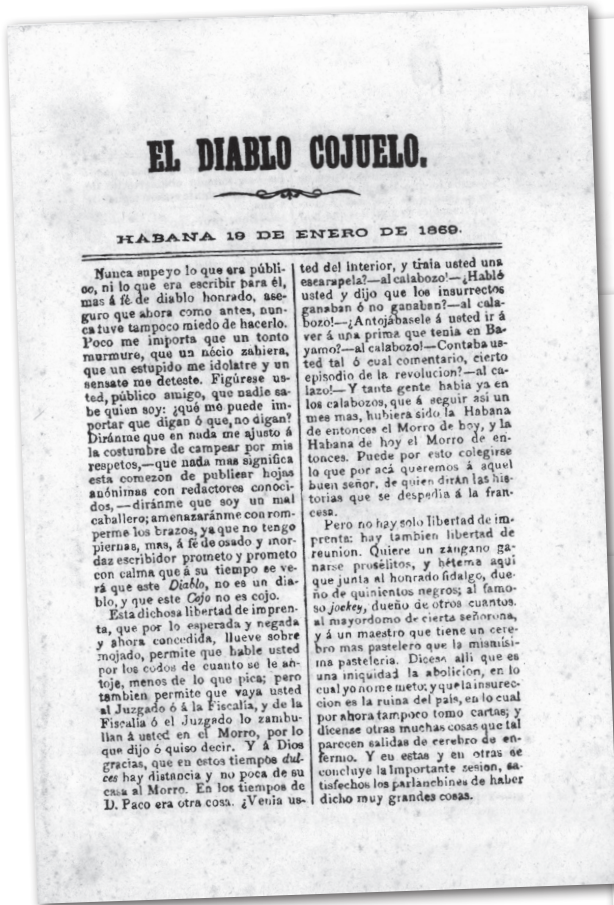 EL DIABLO COJUELO.
HABANA 19 DE ENERO DE 1869.
Nunca supeyo lo que era públi-
co, ni lo que era escribir para él,
mas á fé de diablo honrado, ase-
guro que ahora como antes, nun-
ca tuve tampoco miedo de hacerlo.
Poco me importa que un tonto
murmure, que un nécio zahiera,
que un estupido me idolatre y un
sensato me deteste. Figúrese us-
ted, público amigo, que nadie sa-
be quien soy: ¿qué me puede im-
portar que digan ó que, no digan?
Diránme que en nada me ajusto á
la costumbre de campear por mis
respetos,—que nada mas significa
esta comezon de publicar hojas
anónimas con redactores conoci-
dos,—diránme que soy un mal
caballero; amenazaránme con rom-
perme los brazos, ya que no tengo
piernas, mas, á fé de osado y mor-
daz escribidor prometo y prometo
con calma que á su tiempo se ve-
rá que este Diablo, no es un dia-
blo, y que este Cojo no es cojo.
Esta dichosa libertad de impren-
ta, que por lo esperada y negada
y ahora concedida, llueve sobre
mojado, permite que hable usted
por los codos de cuanto se le an-
toje, menos de lo que pica; pero
tambien permite que vaya usted
al Juzgado ó á la Fiscalía, y de la
Fiscalía ó el Juzgado lo zambu-
llan á usted en el Morro, por lo
que dijo ó quiso decir. Y á Dios
gracias, que en estos tiempos dul-
ces hay distancia y no poca de su
casa al Morro. En los tiempos de
D. Paco era otra cosa. ¿Venia us-
ted del interior, y traia usted una
escarapela?—al calabozo!—¿Habló
usted y dijo que los insurrectos
ganaban ó no ganaban?—al cala-
bozo!—¿Antojábasele á usted ir á
ver á una prima que tenia en Ba-
yamo?—al calabozo!—Contaba us-
ted tal ó cual comentario, cierto
episodio de la revolucion?—al ca-
lazo!—Y tanta gente habia ya en
los calabozos, que á seguir asi un
mes mas, hubiera sido la Habana
de entonces el Morro de hoy, y la
Habana de hoy el Morro de en-
tonces. Puede por esto colegirse
lo que por acá queremos á aquel
buen señor, de quien dirán las his-
torias que se despedia á la fran-
cesa.
Pero no hay solo libertad de im-
prenta: hay tambien libertad de
reunion. Quiere un zángano ga-
narse prosélitos, y héteme aqui
que junta al honrado fidalgo, due-
ño de quinientos negros; al famo-
so jockey, dueño de otros cuantos.
al mayordomo de cierta señorona,
y á un maestro que tiene un cere-
bro mas pastelero que la mismísi-
ma pasteleria. Dicese alli que es
una iniquidad la abolicion, en lo
cual yo no me meto; y que la insurec-
cion es la ruina del pais, en lo cual
por ahora tampoco tomo cartas; y
dicense otras muchas cosas que tal
parecen salidas de cerebro de en-
fermo. Y en estas y en otras se
concluye la Importante sesion, sa-
tisfechos los parlanchines de haber
dicho muy grandes cosas.